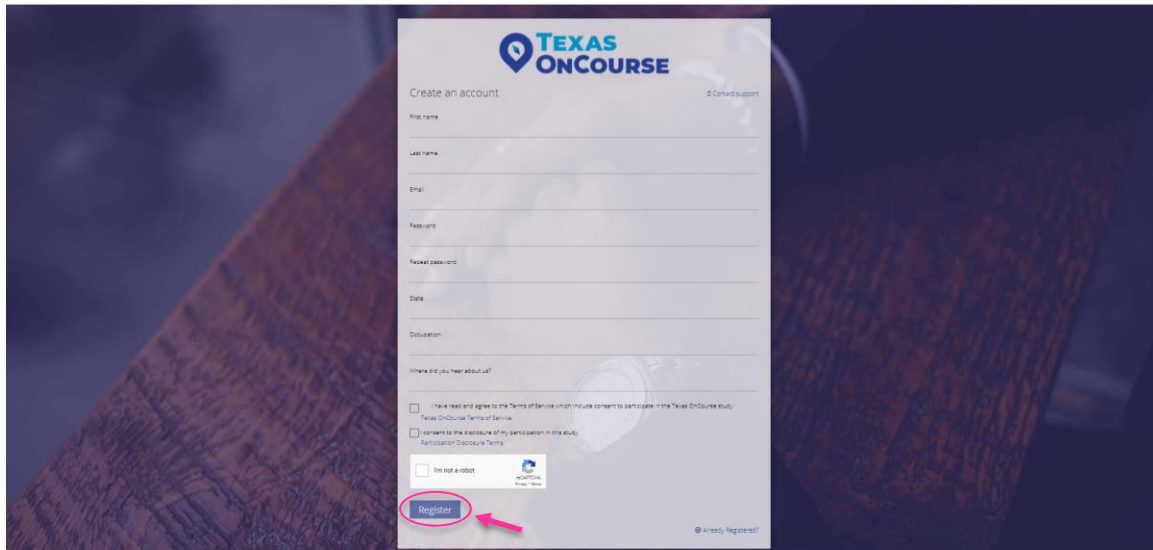 TEXAS
ONCOURSE
Create an account
Contact support
First name
Last name
Email
Password
Repeat password
State
Occupation
Where did you hear about us?
I have read and agree to the Terms of Service which include consent to participate in the Texas OnCourse study.
Texas OnCourse Terms of Service
I consent to the disclosure of my participation in this study.
Participation Disclosure Terms
I'm not a robot
reCAPTCHA
Privacy - Terms
Register
Already Registered?